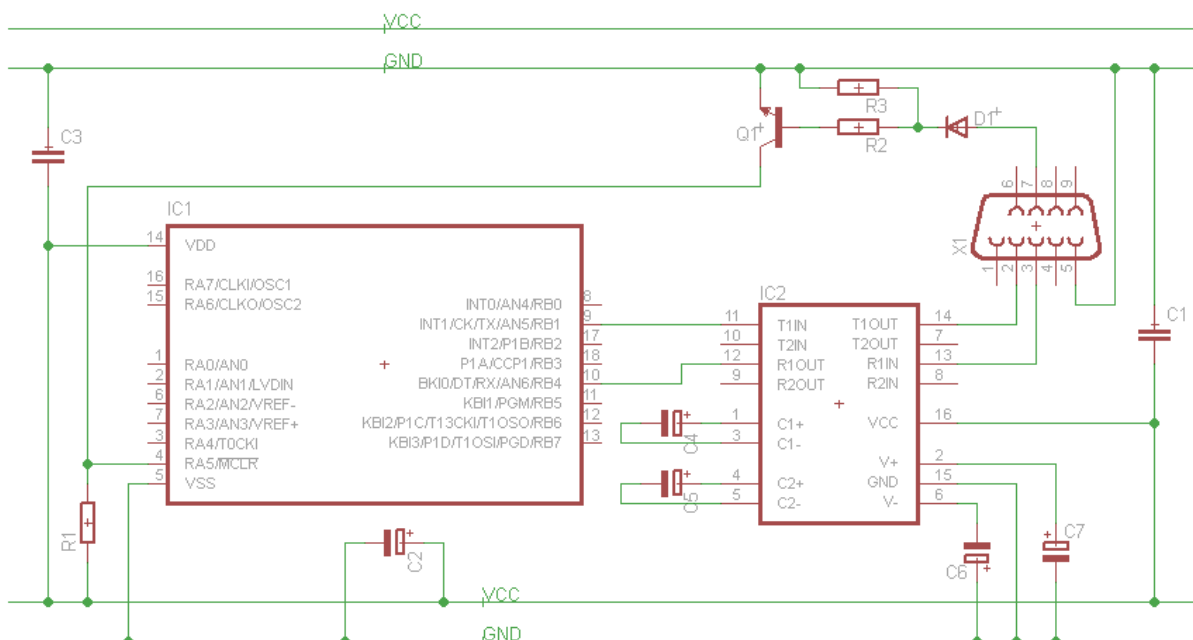 VCC
GND
C3
R3
Q1
R2
D1
6 7 8 9
X1
1 2 3 4 5
IC1
14 VDD
16 RA7/CLKI/OSC1
15 RA6/CLKO/OSC2
1 RA0/AN0
2 RA1/AN1/LVDIN
6 RA2/AN2/VREF-
7 RA3/AN3/VREF+
3 RA4/T0CKI
4 RA5/MCLR
5 VSS
INT0/AN4/RB0 8
INT1/CK/TX/AN5/RB1 9
INT2/P1B/RB2 17
P1A/CCP1/RB3 18
BKI0/DT/RX/AN6/RB4 10
KBI1/PGM/RB5 11
KBI2/P1C/T13CKI/T1OSO/RB6 12
KBI3/P1D/T1OSI/PGD/RB7 13
IC2
11 T1IN
10 T2IN
12 R1OUT
9 R2OUT
1 C1+
3 C1-
4 C2+
5 C2-
T1OUT 14
T2OUT 7
R1IN 13
R2IN 8
VCC 16
V+ 2
GND 15
V- 6
C1
C4
C5
R1
C2
C6
C7
VCC
GND